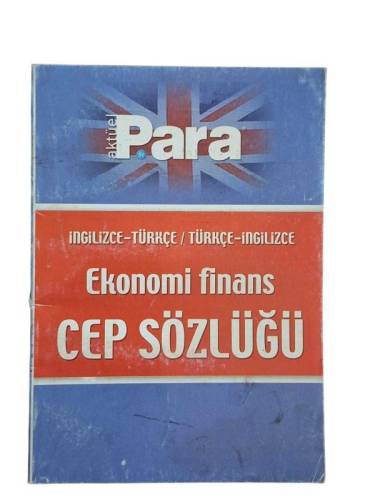 aktüel
Para
İNGİLİZCE-TÜRKÇE / TÜRKÇE-İNGİLİZCE
Ekonomi finans
CEP SÖZLÜĞÜ